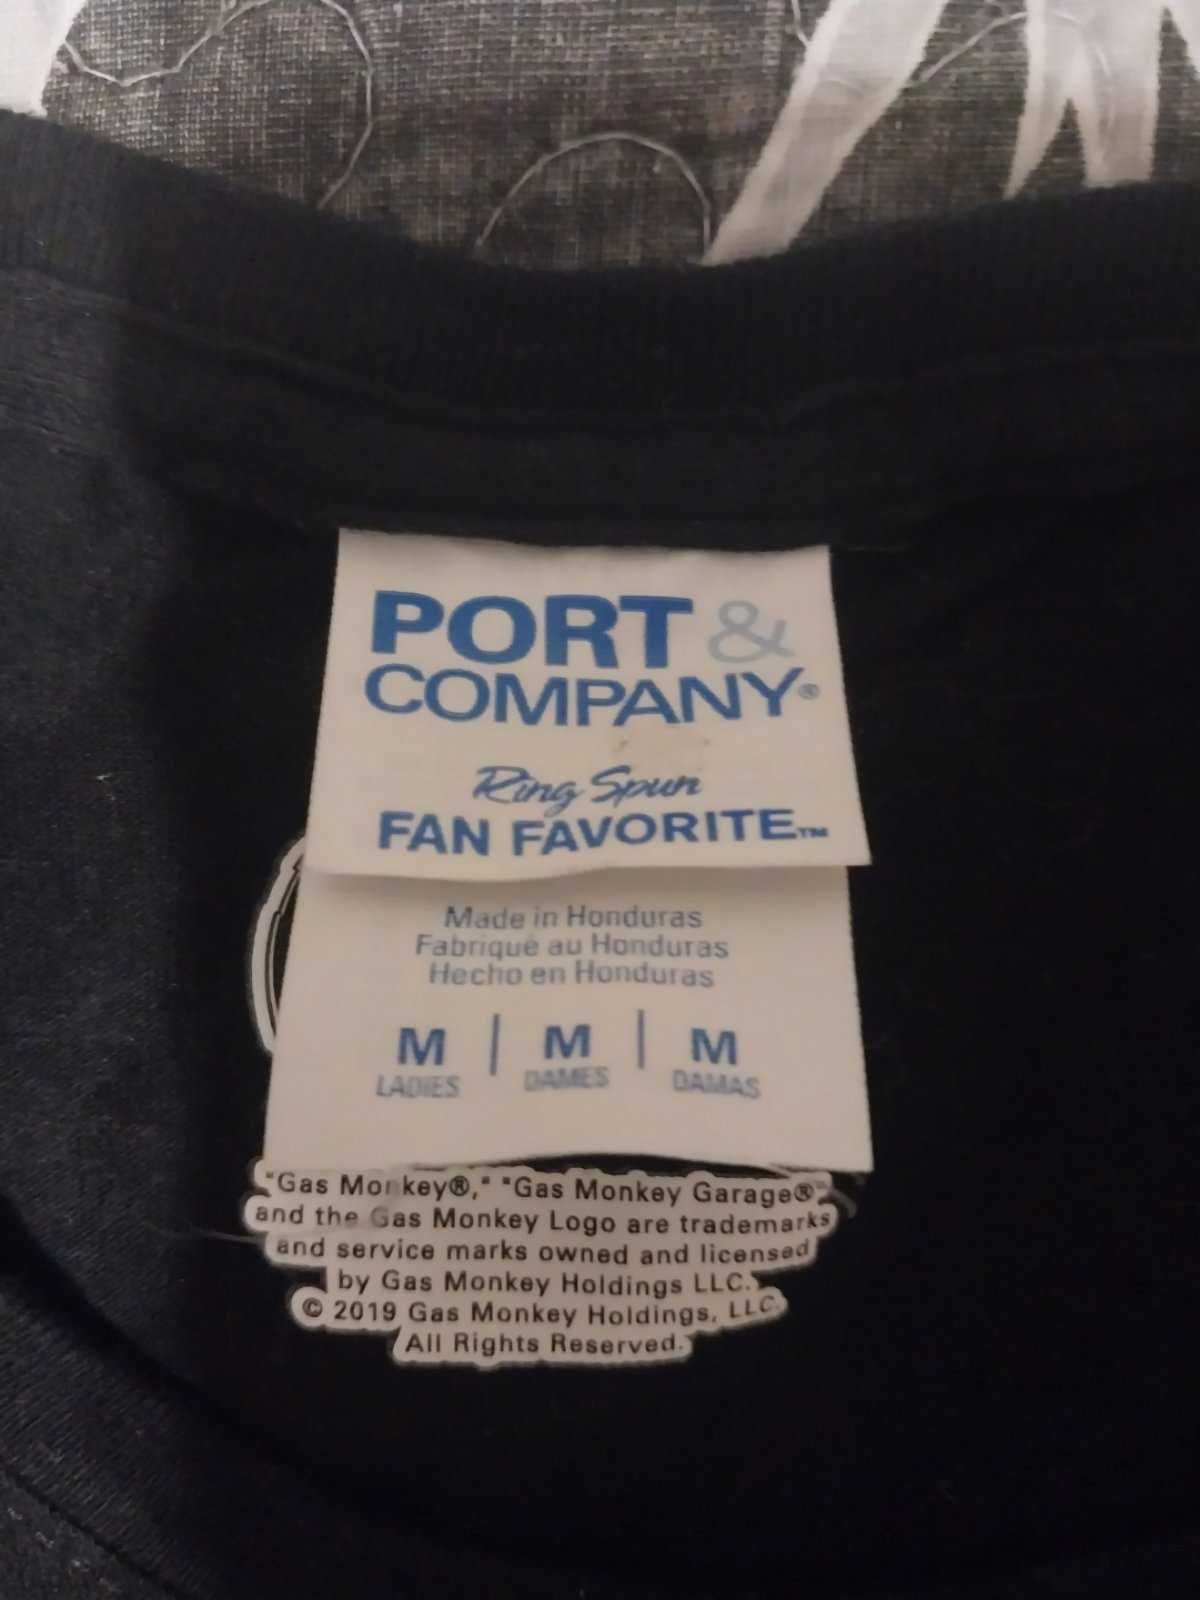 PORT &
COMPANY®
Ring Spun
FAN FAVORITE™
Made in Honduras
Fabriqué au Honduras
Hecho en Honduras
M | M | M
LADIES DAMES DAMAS
"Gas Monkey®," "Gas Monkey Garage®"
and the Gas Monkey Logo are trademarks
and service marks owned and licensed
by Gas Monkey Holdings LLC.
© 2019 Gas Monkey Holdings, LLC.
All Rights Reserved.